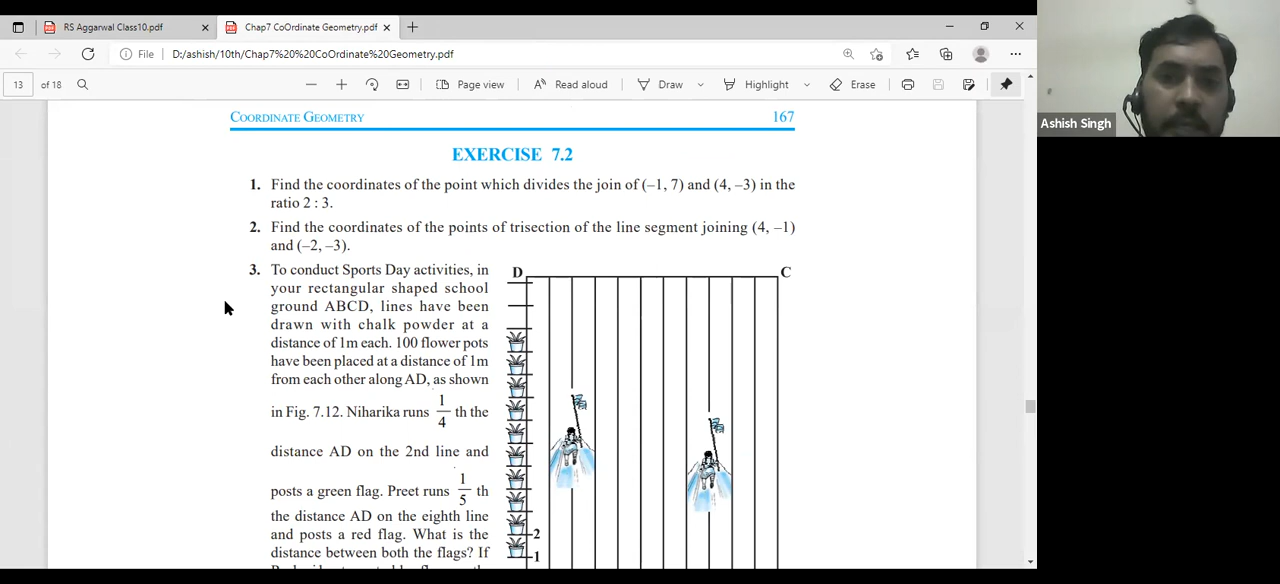 RS Aggarwal Class10.pdf
Chap7 CoOrdinate Geometry.pdf
File D:/ashish/10th/Chap7%20%20CoOrdinate%20Geometry.pdf
13 of 18
Page view
Read aloud
Draw
Highlight
Erase
Ashish Singh
COORDINATE GEOMETRY 167
EXERCISE 7.2
1. Find the coordinates of the point which divides the join of (–1, 7) and (4, –3) in the
ratio 2 : 3.
2. Find the coordinates of the points of trisection of the line segment joining (4, –1)
and (–2, –3).
3. To conduct Sports Day activities, in
your rectangular shaped school
ground ABCD, lines have been
drawn with chalk powder at a
distance of 1m each. 100 flower pots
have been placed at a distance of 1m
from each other along AD, as shown
in Fig. 7.12. Niharika runs 1/4 th the
distance AD on the 2nd line and
posts a green flag. Preet runs 1/5 th
the distance AD on the eighth line
and posts a red flag. What is the
distance between both the flags? If
D C
2
1